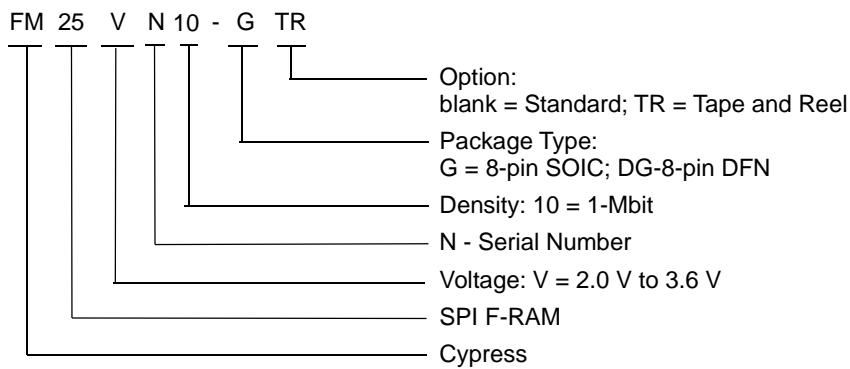 FM 25 V N 10 - G TR
Option:
blank = Standard; TR = Tape and Reel
Package Type:
G = 8-pin SOIC; DG-8-pin DFN
Density: 10 = 1-Mbit
N - Serial Number
Voltage: V = 2.0 V to 3.6 V
SPI F-RAM
Cypress